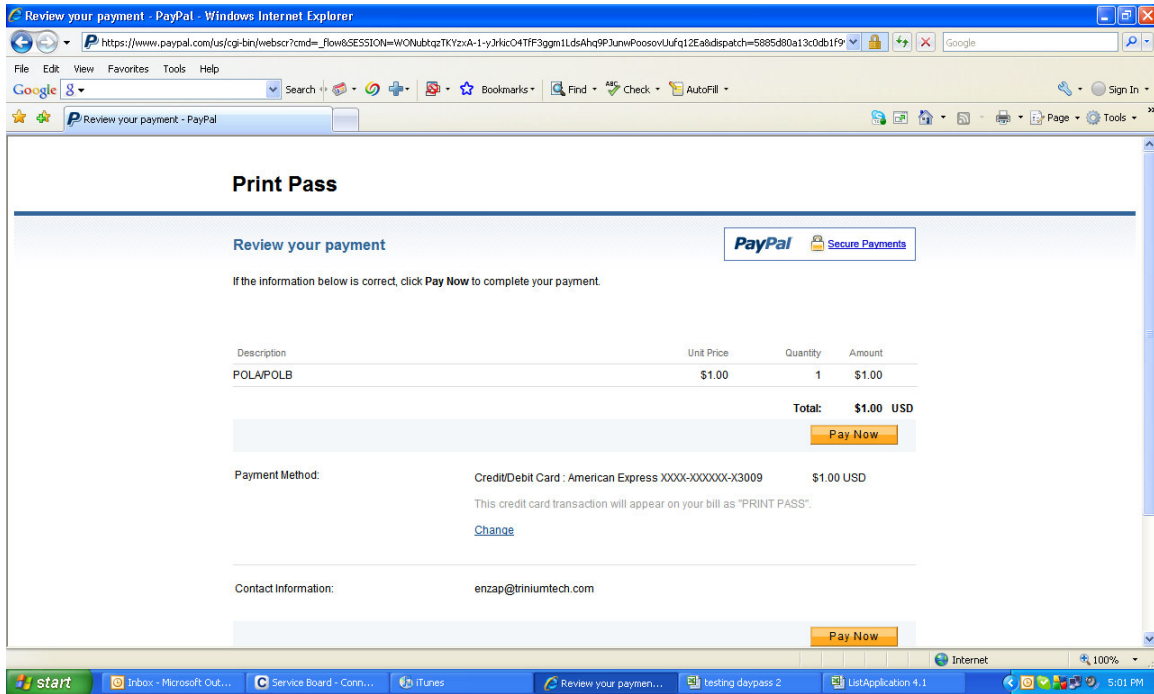 Review your payment - PayPal - Windows Internet Explorer
https://www.paypal.com/us/cgi-bin/webscr?cmd=_flow&SESSION=
Google
File Edit View Favorites Tools Help
Google Search Bookmarks Find Check AutoFill Sign In
Review your payment - PayPal Page Tools
Print Pass
Review your payment PayPal Secure Payments
If the information below is correct, click Pay Now to complete your payment.
Description Unit Price Quantity Amount
POLA/POLB $1.00 1 $1.00
Total: $1.00 USD
Pay Now
Payment Method: Credit/Debit Card : American Express XXXX-XXXXXX-X3009 $1.00 USD
This credit card transaction will appear on your bill as "PRINT PASS".
Change
Contact Information: enzap@triniumtech.com
Pay Now
Internet 100%
start Inbox - Microsoft Out... Service Board - Conn... iTunes Review your paymen... testing daypass 2 ListApplication 4.1 5:01 PM